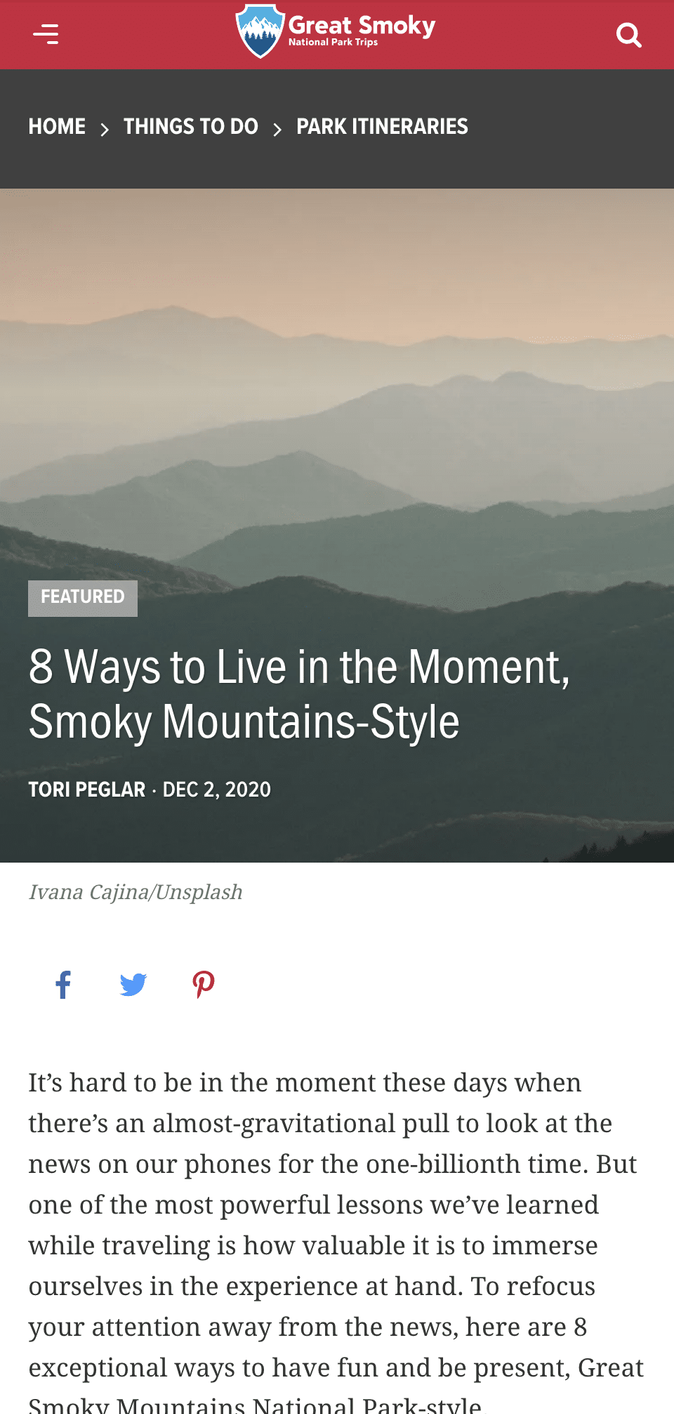 Great Smoky
National Park Trips
HOME > THINGS TO DO > PARK ITINERARIES
FEATURED
8 Ways to Live in the Moment,
Smoky Mountains-Style
TORI PEGLAR · DEC 2, 2020
Ivana Cajina/Unsplash
It’s hard to be in the moment these days when
there’s an almost-gravitational pull to look at the
news on our phones for the one-billionth time. But
one of the most powerful lessons we’ve learned
while traveling is how valuable it is to immerse
ourselves in the experience at hand. To refocus
your attention away from the news, here are 8
exceptional ways to have fun and be present, Great
Smoky Mountains National Park-style